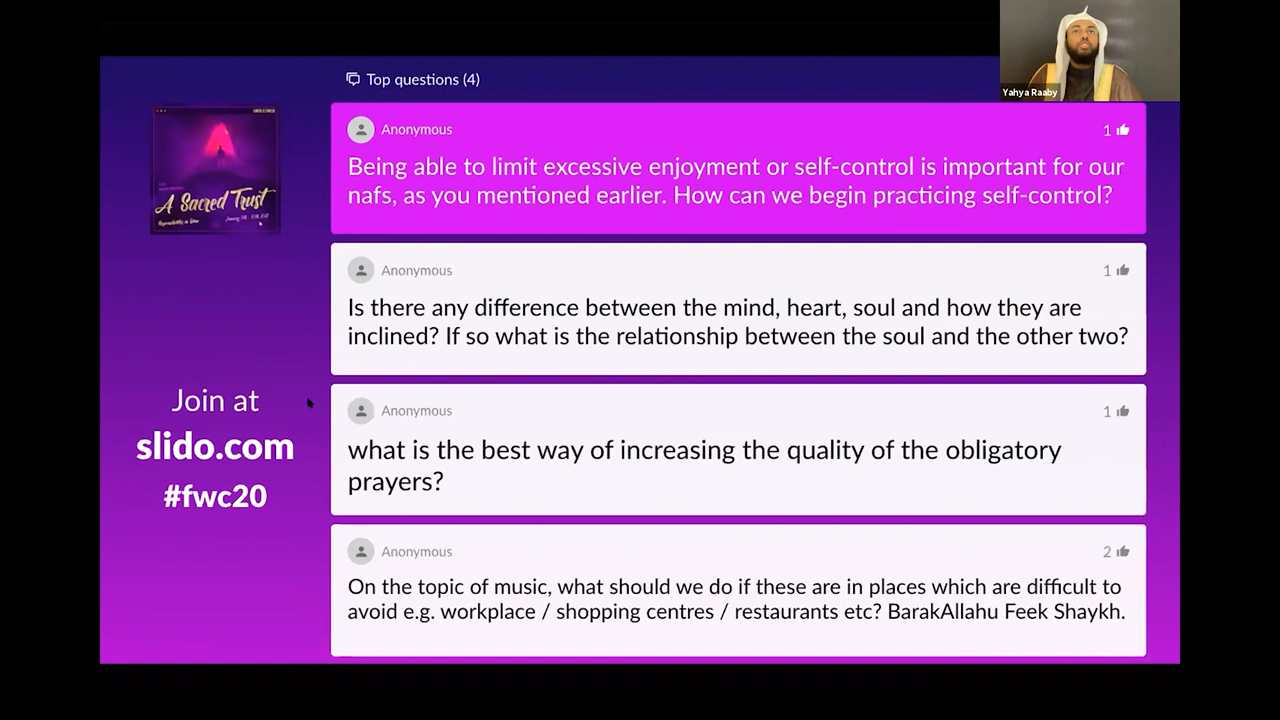 Top questions (4)
Yahya Raaby
Anonymous
1
Being able to limit excessive enjoyment or self-control is important for our
nafs, as you mentioned earlier. How can we begin practicing self-control?
Anonymous
1
Is there any difference between the mind, heart, soul and how they are
inclined? If so what is the relationship between the soul and the other two?
Anonymous
1
what is the best way of increasing the quality of the obligatory
prayers?
Anonymous
2
On the topic of music, what should we do if these are in places which are difficult to
avoid e.g. workplace / shopping centres / restaurants etc? BarakAllahu Feek Shaykh.
A Sacred Trust
Join at
slido.com
#fwc20